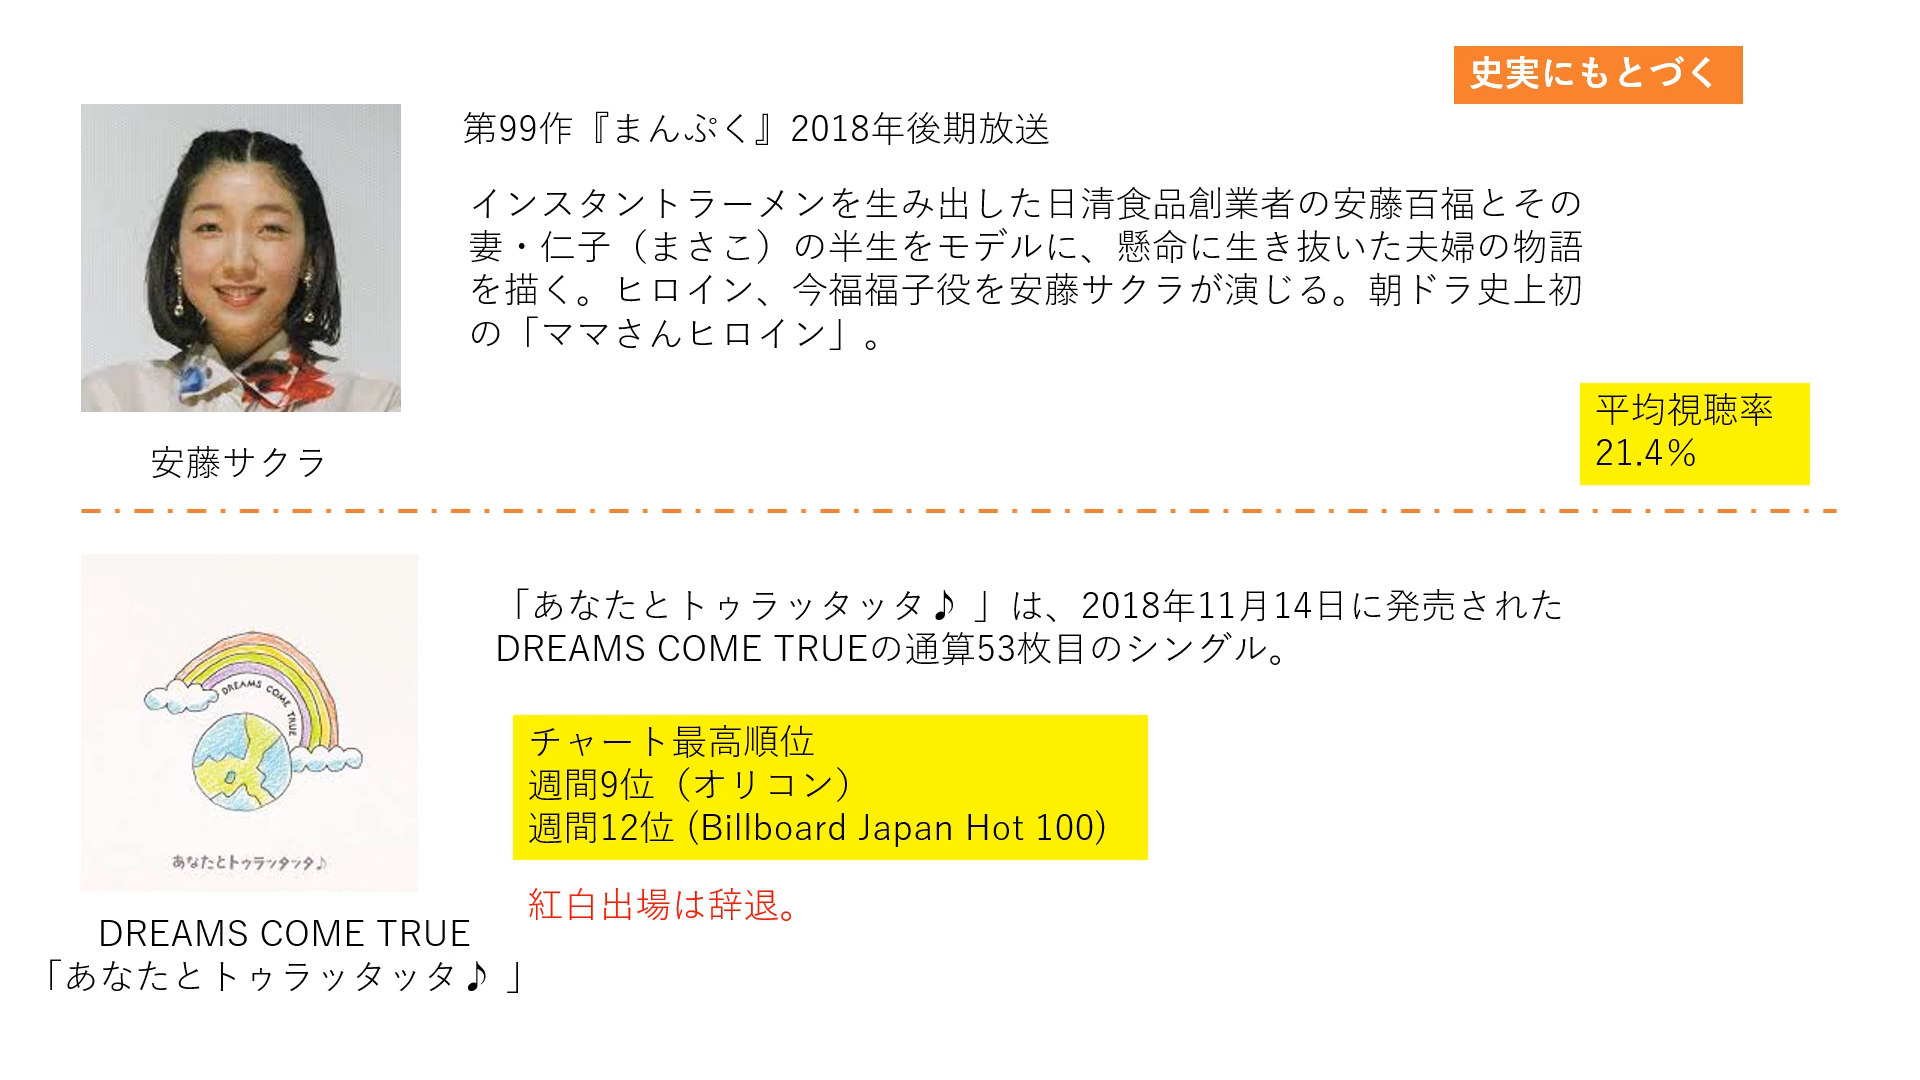 史実にもとづく
第99作『まんぷく』2018年後期放送
インスタントラーメンを生み出した日清食品創業者の安藤百福とその
妻・仁子（まさこ）の半生をモデルに、懸命に生き抜いた夫婦の物語
を描く。ヒロイン、今福福子役を安藤サクラが演じる。朝ドラ史上初
の「ママさんヒロイン」。
平均視聴率
21.4％
安藤サクラ
「あなたとトゥラッタッタ♪ 」は、2018年11月14日に発売された
DREAMS COME TRUEの通算53枚目のシングル。
DREAMS COME TRUE
あなたとトゥラッタッタ♪
チャート最高順位
週間9位（オリコン）
週間12位 (Billboard Japan Hot 100)
紅白出場は辞退。
DREAMS COME TRUE
「あなたとトゥラッタッタ♪ 」